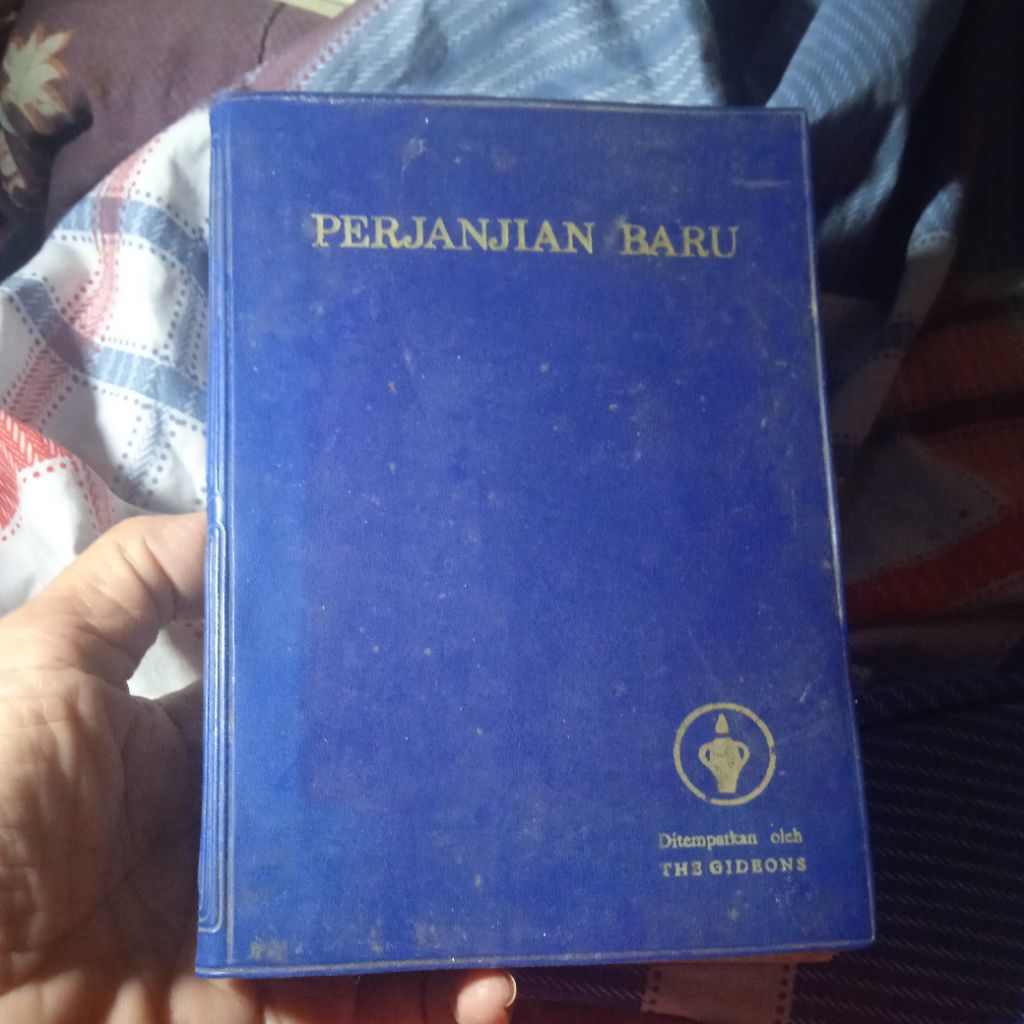 PERJANJIAN BARU
Ditempatkan oleh
THE GIDEONS